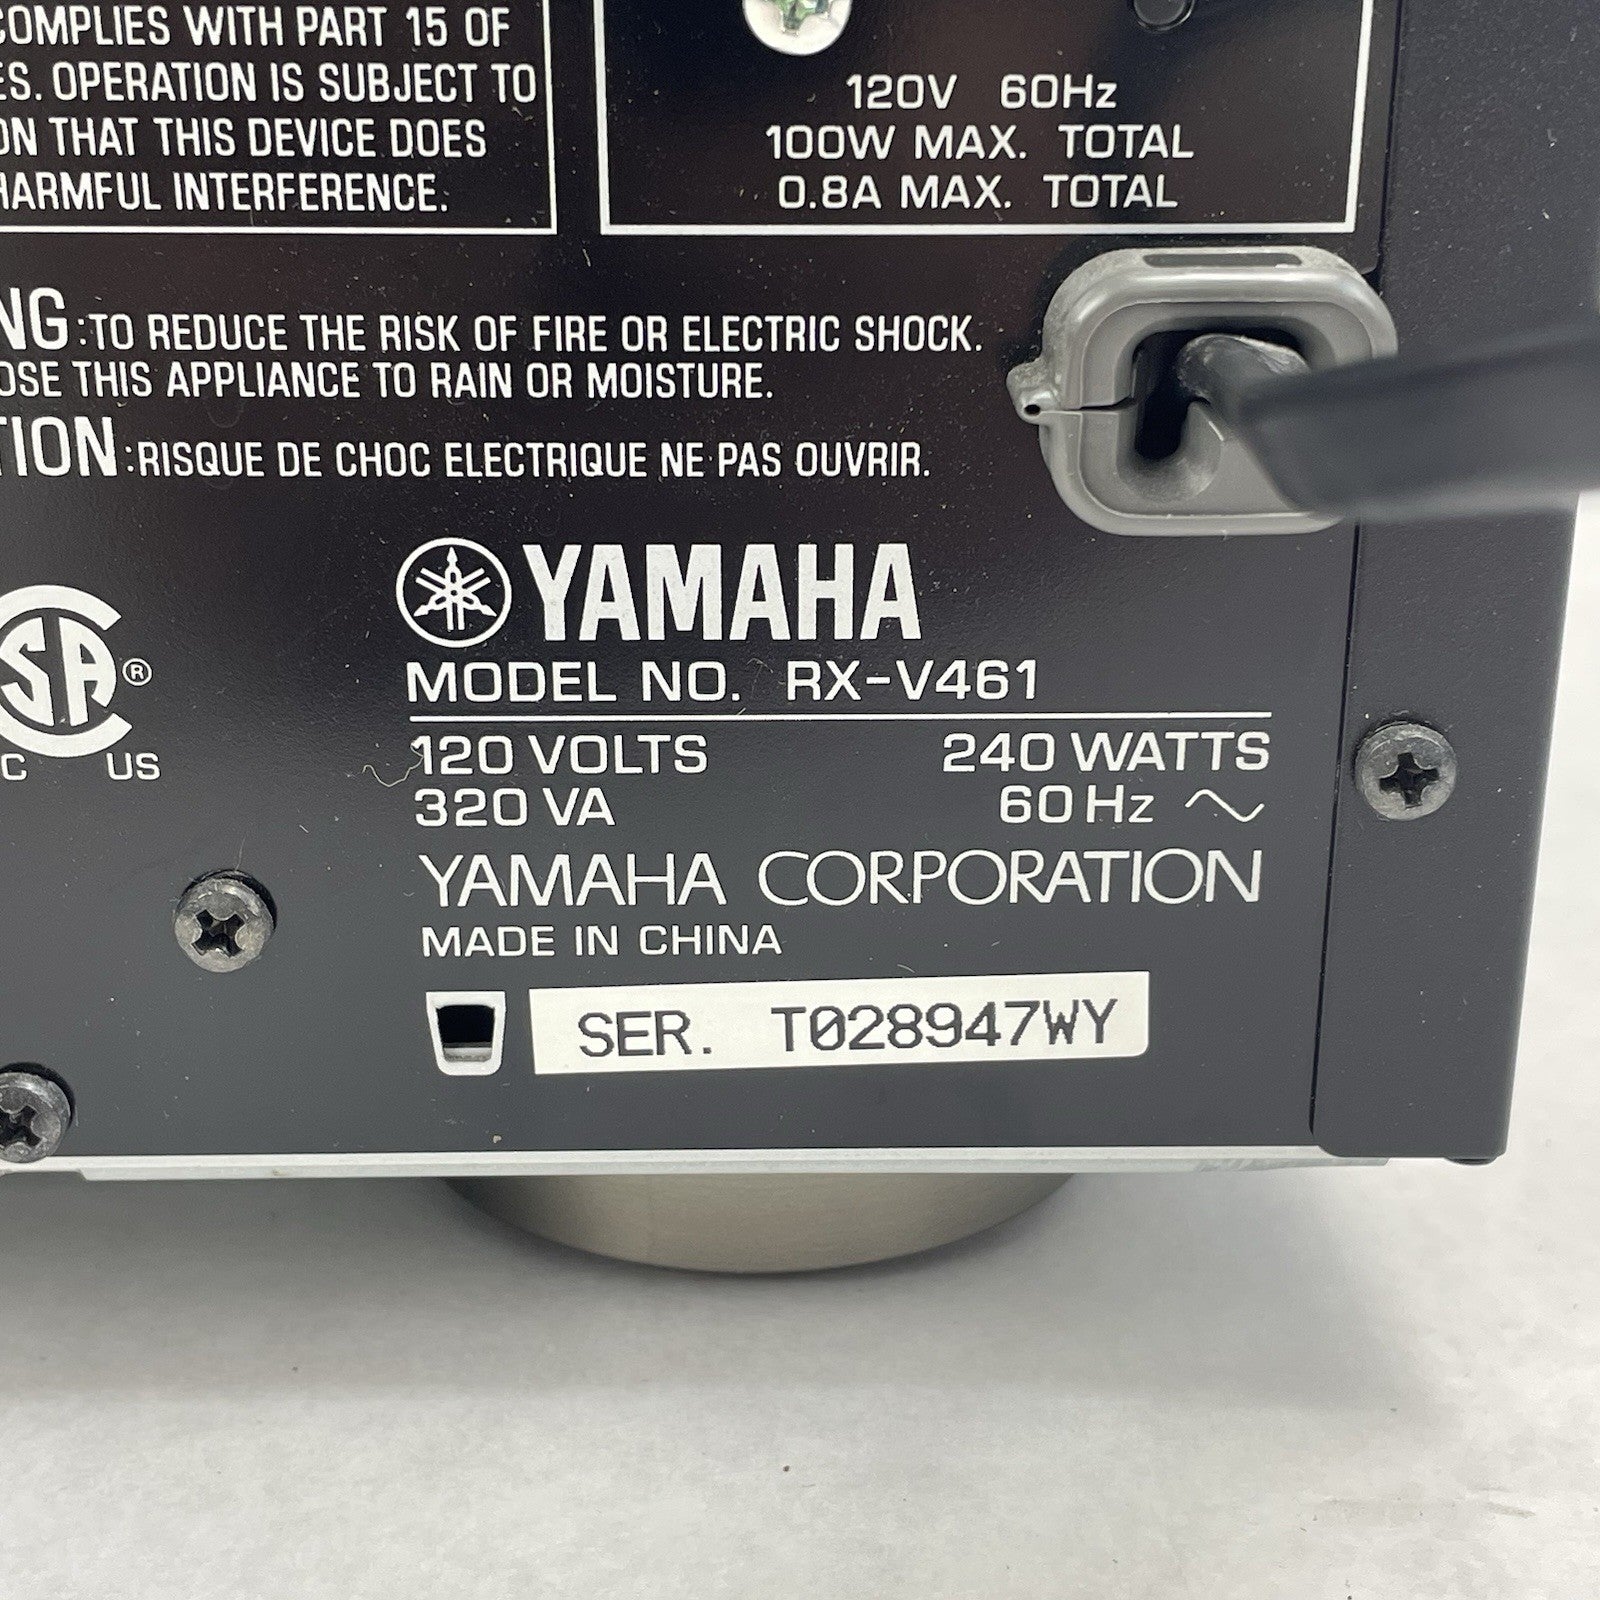 COMPLIES WITH PART 15 OF
ES. OPERATION IS SUBJECT TO
ON THAT THIS DEVICE DOES
HARMFUL INTERFERENCE.
120V 60Hz
100W MAX. TOTAL
0.8A MAX. TOTAL
NG:TO REDUCE THE RISK OF FIRE OR ELECTRIC SHOCK.
OSE THIS APPLIANCE TO RAIN OR MOISTURE.
TION:RISQUE DE CHOC ELECTRIQUE NE PAS OUVRIR.
YAMAHA
MODEL NO. RX-V461
SA ®
C US
120 VOLTS 240 WATTS
320 VA 60Hz ~
YAMAHA CORPORATION
MADE IN CHINA
SER. T028947WY